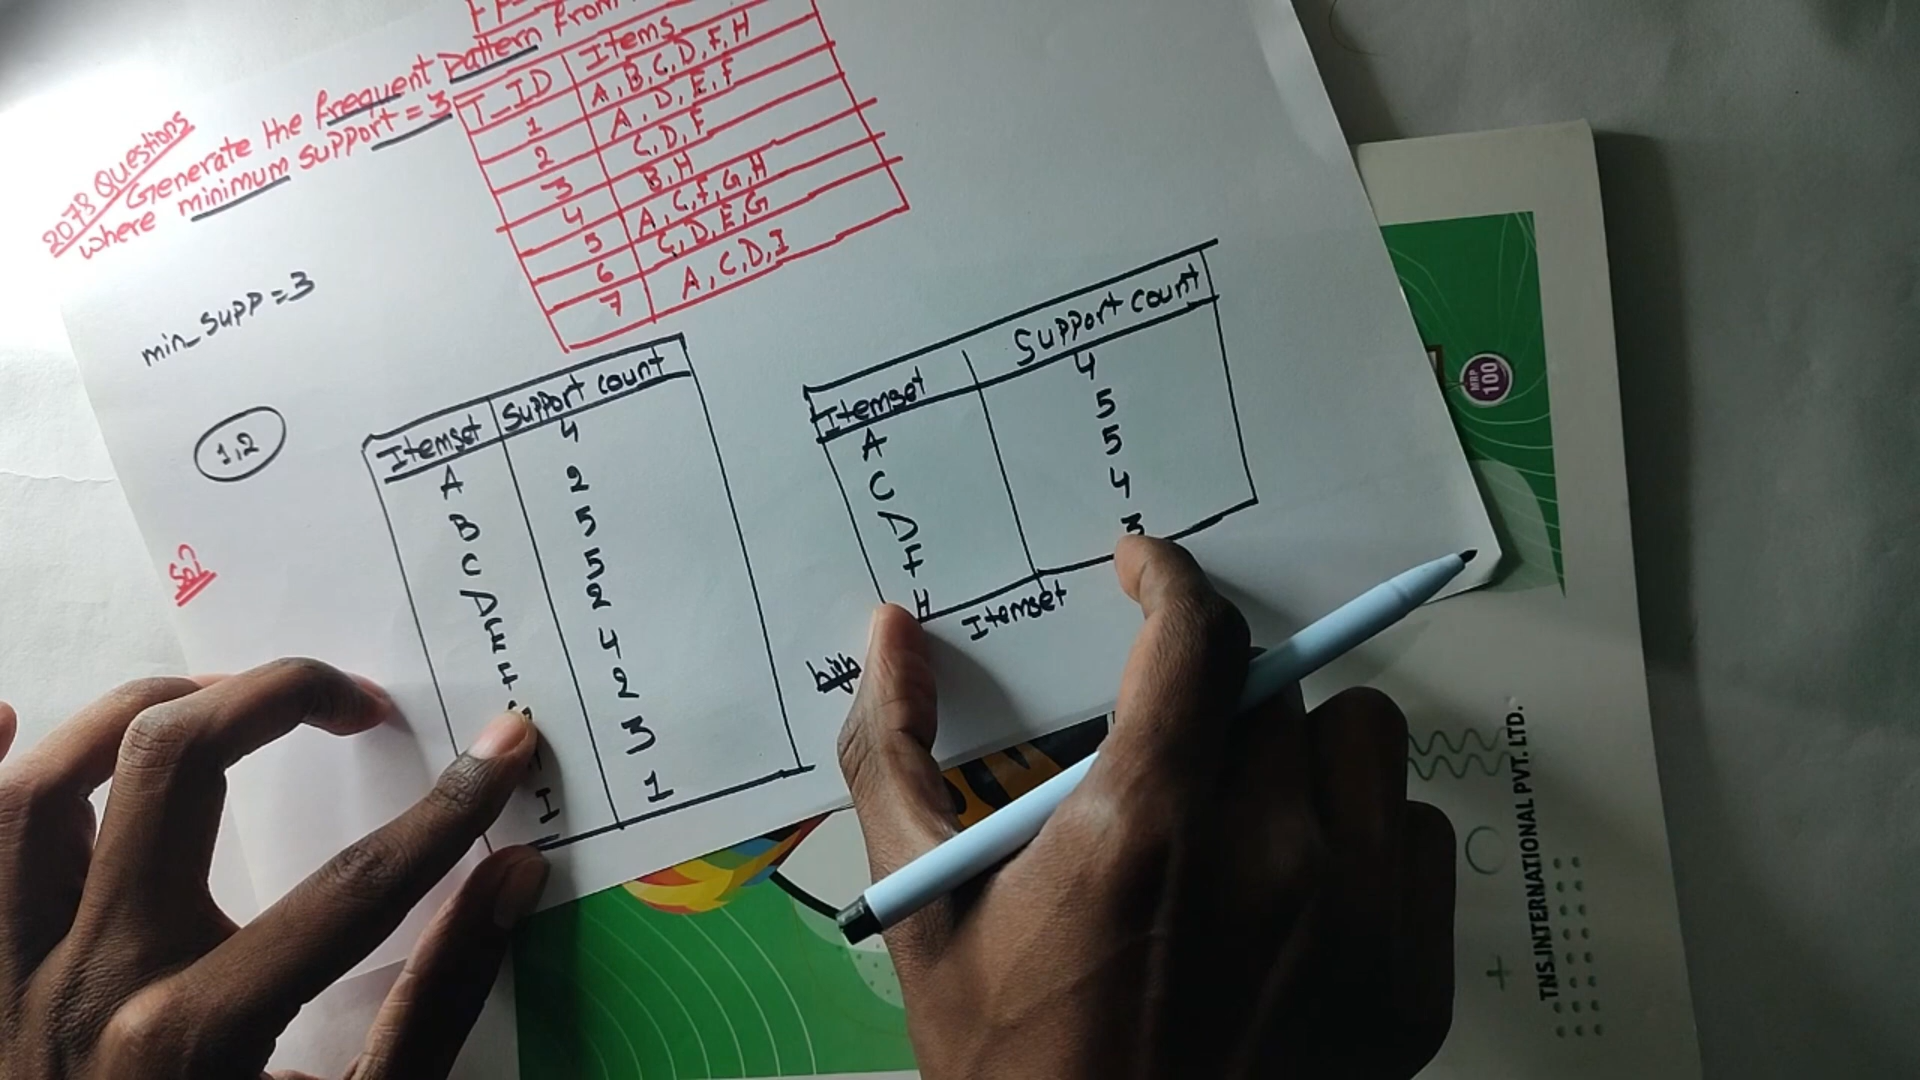 2078 Questions
Generate the frequent pattern from
where minimum support = 3
T_ID Items
1 A, B, C, D, F, H
2 A, D, E, F
3 C, D, F
4 B, H
5 A, C, F, G, H
6 C, D, E, G
7 A, C, D, I
min_supp = 3
1,2
Itemset Support count
A 4
B 2
C 5
D 5
E 2
F 4
G 2
3
I 1
Itemset Support count
A 4
C 5
D 5
F 4
H 3
Itemset
MRP
100
TNS INTERNATIONAL PVT. LTD.